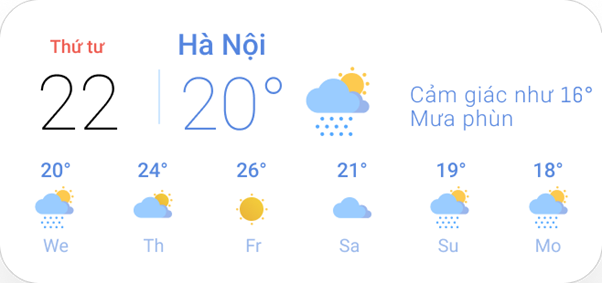 Thứ tư
22
Hà Nội
20°
Cảm giác như 16°
Mưa phùn
20° 24° 26° 21° 19° 18°
We Th Fr Sa Su Mo